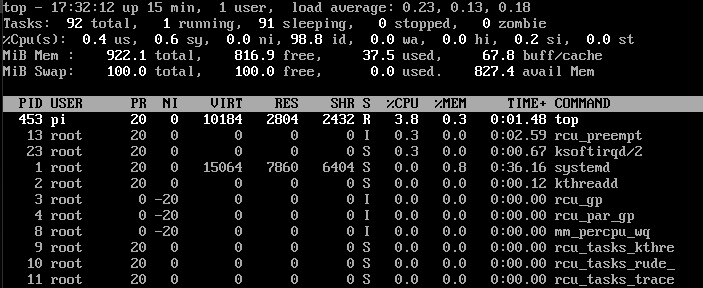 top - 17:32:12 up 15 min,  1 user,  load average: 0.23, 0.13, 0.18
Tasks:  92 total,   1 running,  91 sleeping,   0 stopped,   0 zombie
%Cpu(s):  0.4 us,  0.6 sy,  0.0 ni, 98.8 id,  0.0 wa,  0.0 hi,  0.2 si,  0.0 st
MiB Mem :    922.1 total,    816.9 free,     37.5 used,     67.8 buff/cache
MiB Swap:    100.0 total,    100.0 free,      0.0 used.    827.4 avail Mem
PID USER      PR  NI    VIRT    RES    SHR S  %CPU  %MEM     TIME+ COMMAND
453 pi        20   0   10184   2804   2432 R   3.8   0.3   0:01.48 top
13 root      20   0       0      0      0 I   0.3   0.0   0:02.59 rcu_preempt
23 root      20   0       0      0      0 S   0.3   0.0   0:00.67 ksoftirqd/2
1 root      20   0   15064   7860   6404 S   0.0   0.8   0:36.16 systemd
2 root      20   0       0      0      0 S   0.0   0.0   0:00.12 kthreadd
3 root       0 -20       0      0      0 I   0.0   0.0   0:00.00 rcu_gp
4 root       0 -20       0      0      0 I   0.0   0.0   0:00.00 rcu_par_gp
8 root       0 -20       0      0      0 I   0.0   0.0   0:00.00 mm_percpu_wq
9 root      20   0       0      0      0 S   0.0   0.0   0:00.00 rcu_tasks_kthre
10 root      20   0       0      0      0 S   0.0   0.0   0:00.00 rcu_tasks_rude_
11 root      20   0       0      0      0 S   0.0   0.0   0:00.00 rcu_tasks_trace